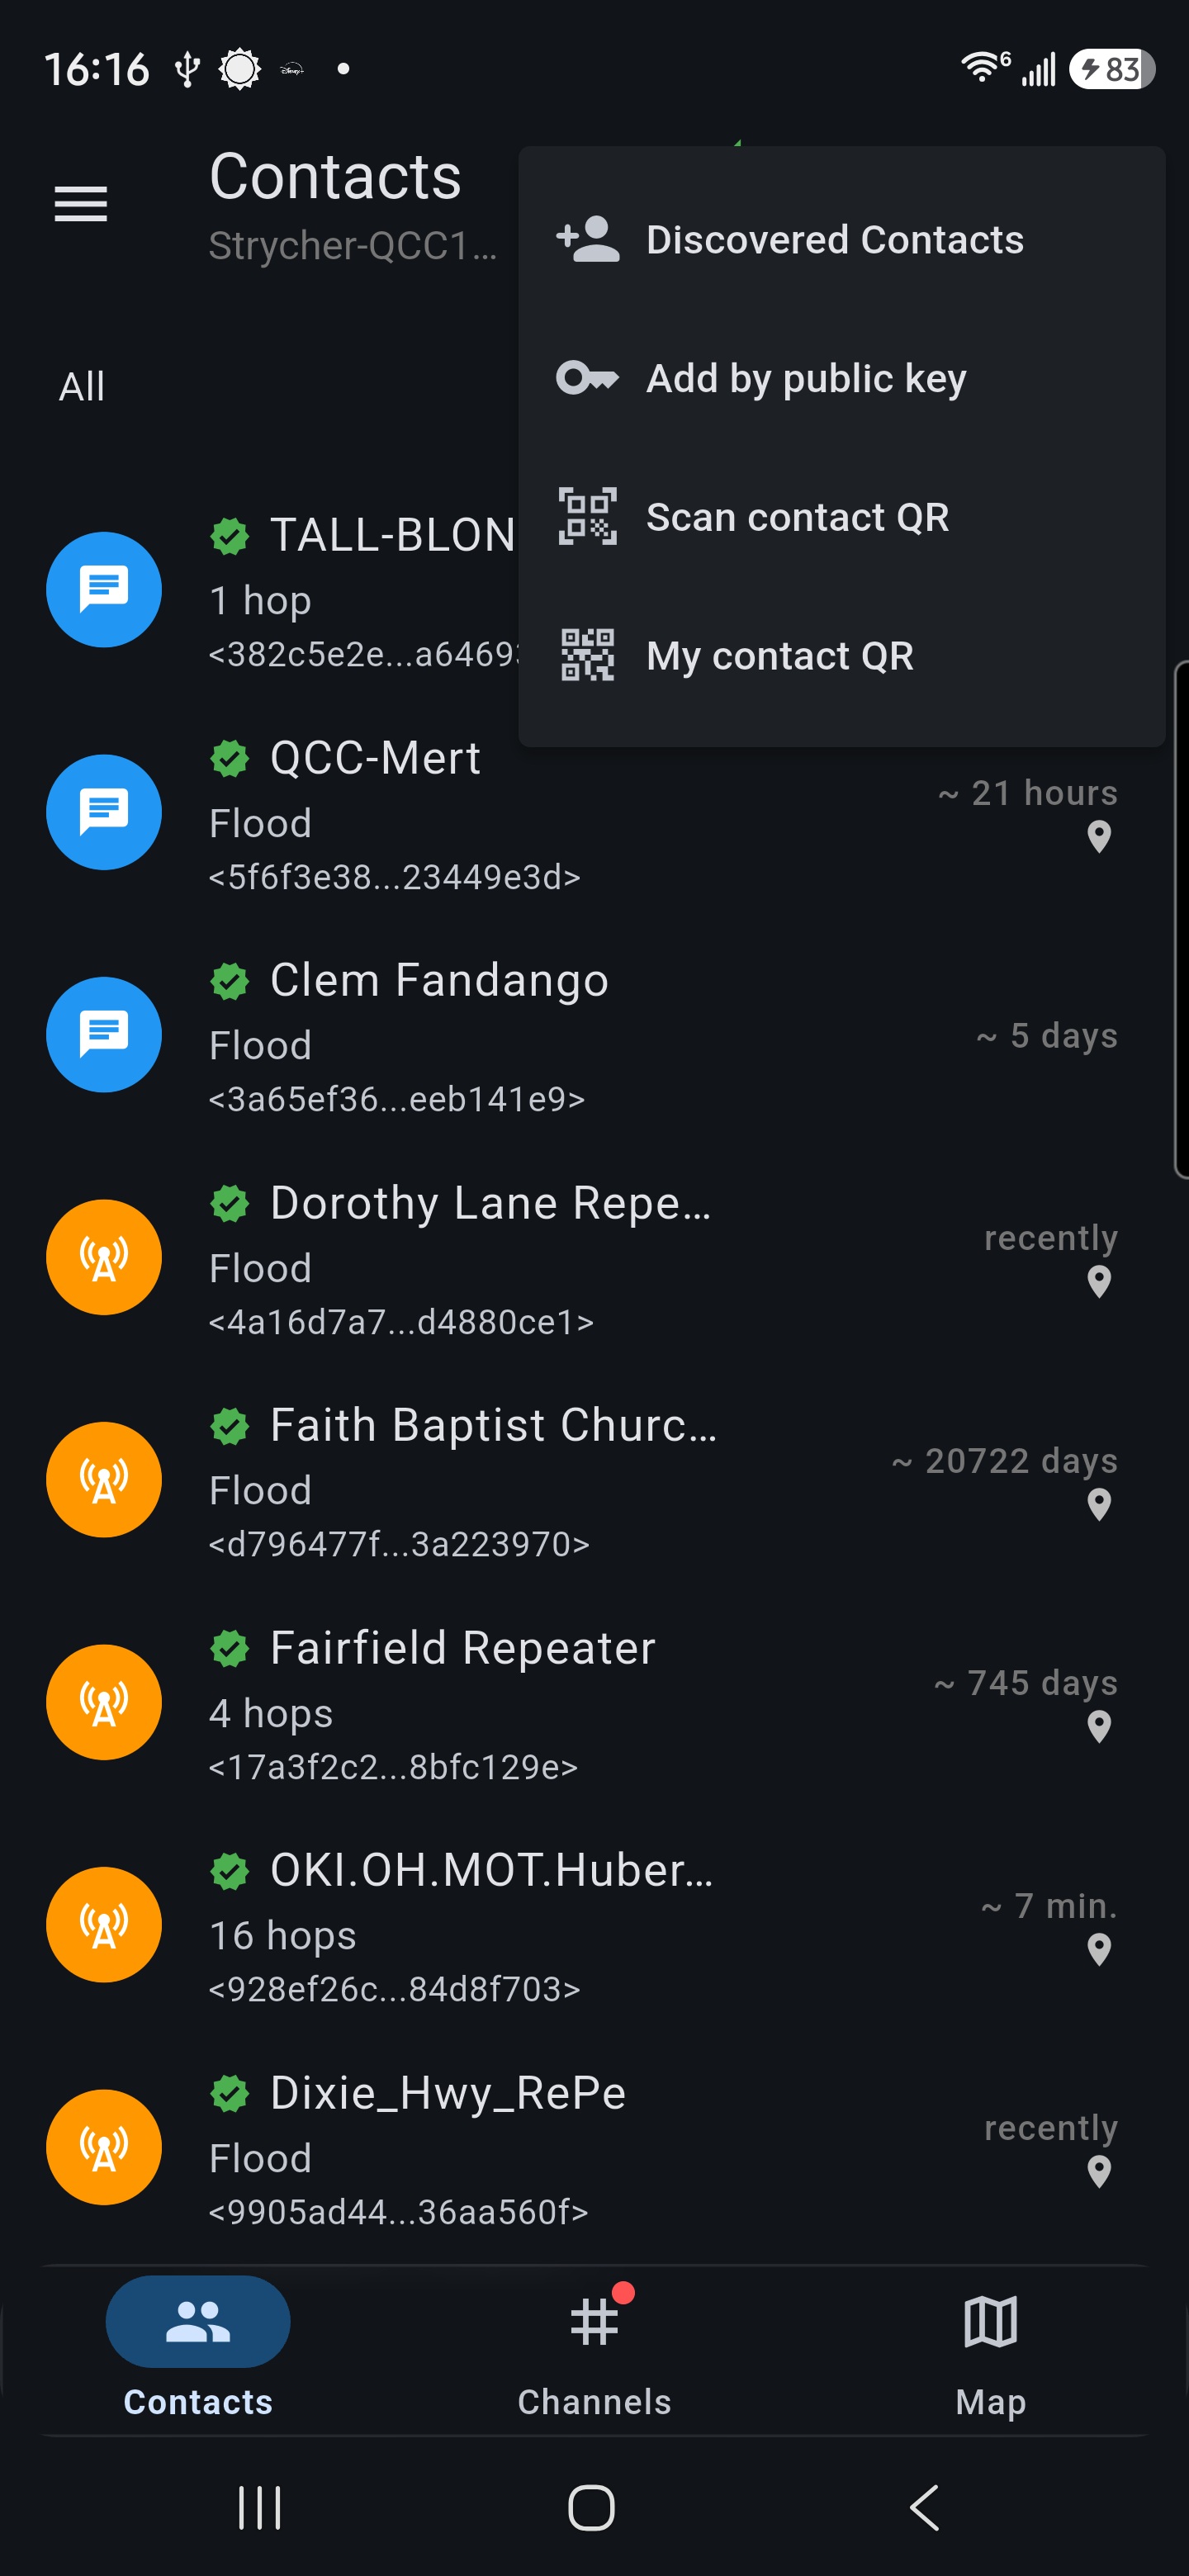 16:16
6
83
Contacts
Strycher-QCC1...
Discovered Contacts
Add by public key
Scan contact QR
My contact QR
All
TALL-BLON
1 hop
<382c5e2e...a6469
QCC-Mert
Flood
<5f6f3e38...23449e3d>
~ 21 hours
Clem Fandango
Flood
<3a65ef36...eeb141e9>
~ 5 days
Dorothy Lane Repe...
Flood
<4a16d7a7...d4880ce1>
recently
Faith Baptist Churc...
Flood
<d796477f...3a223970>
~ 20722 days
Fairfield Repeater
4 hops
<17a3f2c2...8bfc129e>
~ 745 days
OKI.OH.MOT.Huber...
16 hops
<928ef26c...84d8f703>
~ 7 min.
Dixie_Hwy_RePe
Flood
<9905ad44...36aa560f>
recently
Contacts
Channels
Map